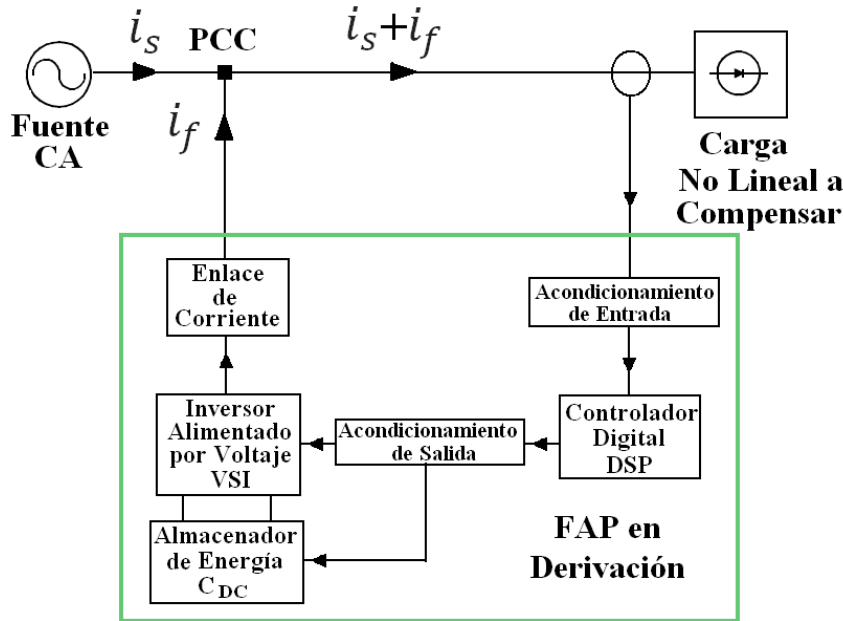 i_s
PCC
i_s+i_f
Fuente
CA
i_f
Carga
No Lineal a
Compensar
Enlace
de
Corriente
Acondicionamiento
de Entrada
Inversor
Alimentado
por Voltaje
VSI
Acondicionamiento
de Salida
Controlador
Digital
DSP
Almacenador
de Energía
C DC
FAP en
Derivación